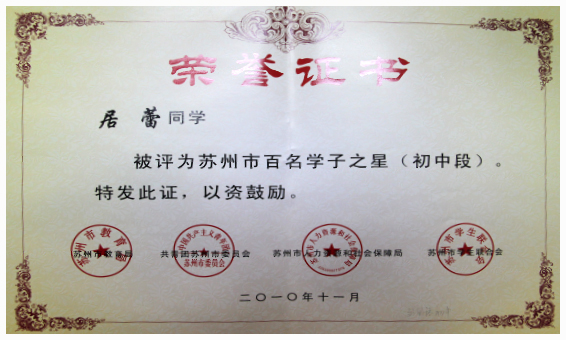 荣誉证书
居 蕾同学
被评为苏州市百名学子之星（初中段）。
特发此证，以资鼓励。
苏州市教育局 共青团苏州市委员会 苏州市人力资源和社会保障局 苏州市学生联合会
二〇一〇年十一月